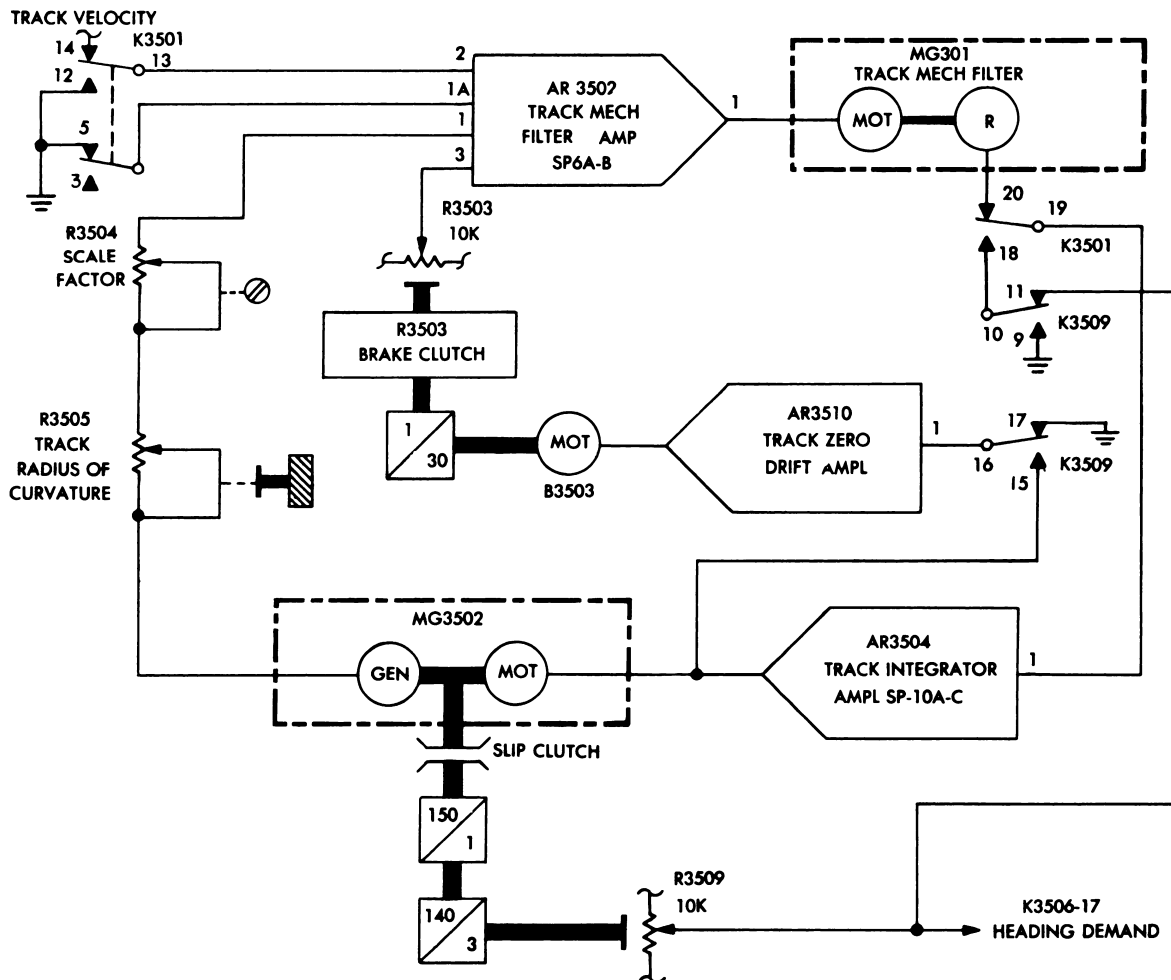 TRACK VELOCITY
14
K3501
13
12
5
3
2
1A
1
3
AR 3502
TRACK MECH
FILTER AMP
SP6A-B
1
MG301
TRACK MECH FILTER
MOT
R
20
19
18
K3501
11
10
9
K3509
R3504
SCALE
FACTOR
R3503
10K
R3503
BRAKE CLUTCH
1
30
MOT
B3503
AR3510
TRACK ZERO
DRIFT AMPL
1
17
16
15
K3509
R3505
TRACK
RADIUS OF
CURVATURE
MG3502
GEN
MOT
AR3504
TRACK INTEGRATOR
AMPL SP-10A-C
1
SLIP CLUTCH
150
1
140
3
R3509
10K
K3506-17
HEADING DEMAND